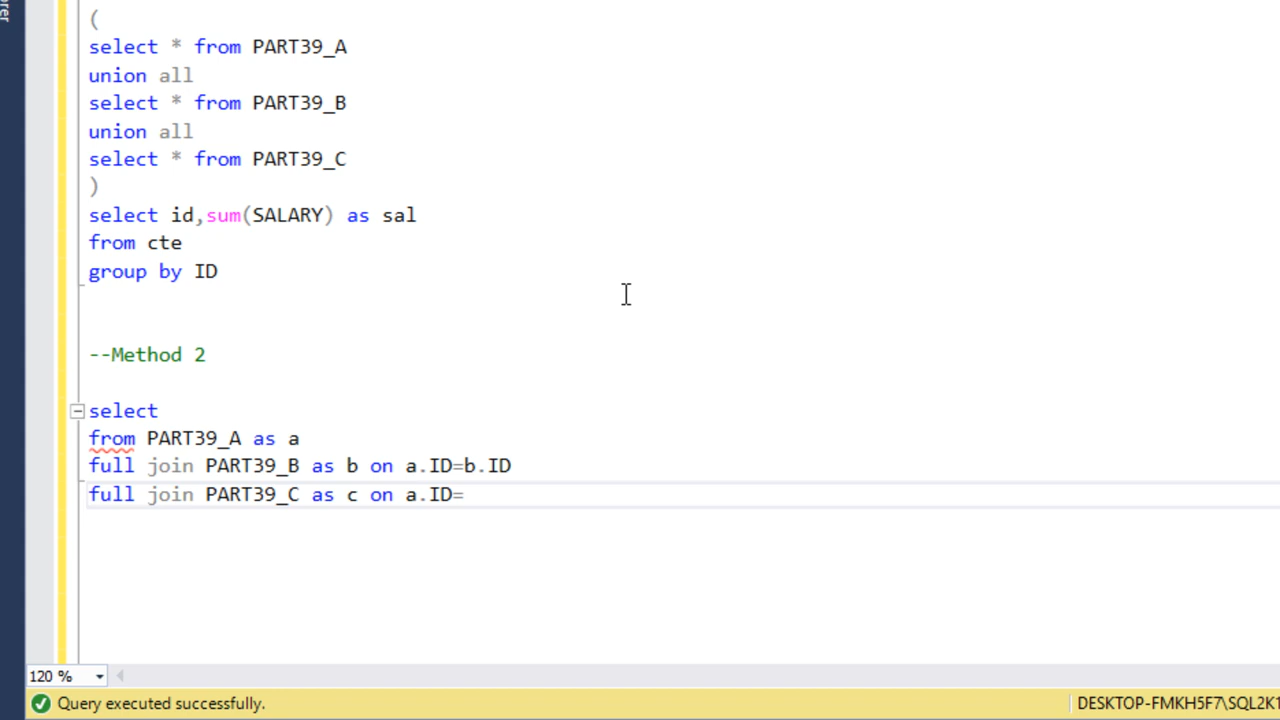 (
select * from PART39_A
union all
select * from PART39_B
union all
select * from PART39_C
)
select id,sum(SALARY) as sal
from cte
group by ID
--Method 2
select
from PART39_A as a
full join PART39_B as b on a.ID=b.ID
full join PART39_C as c on a.ID=
120 %
Query executed successfully.
DESKTOP-FMKH5F7\SQL2K1